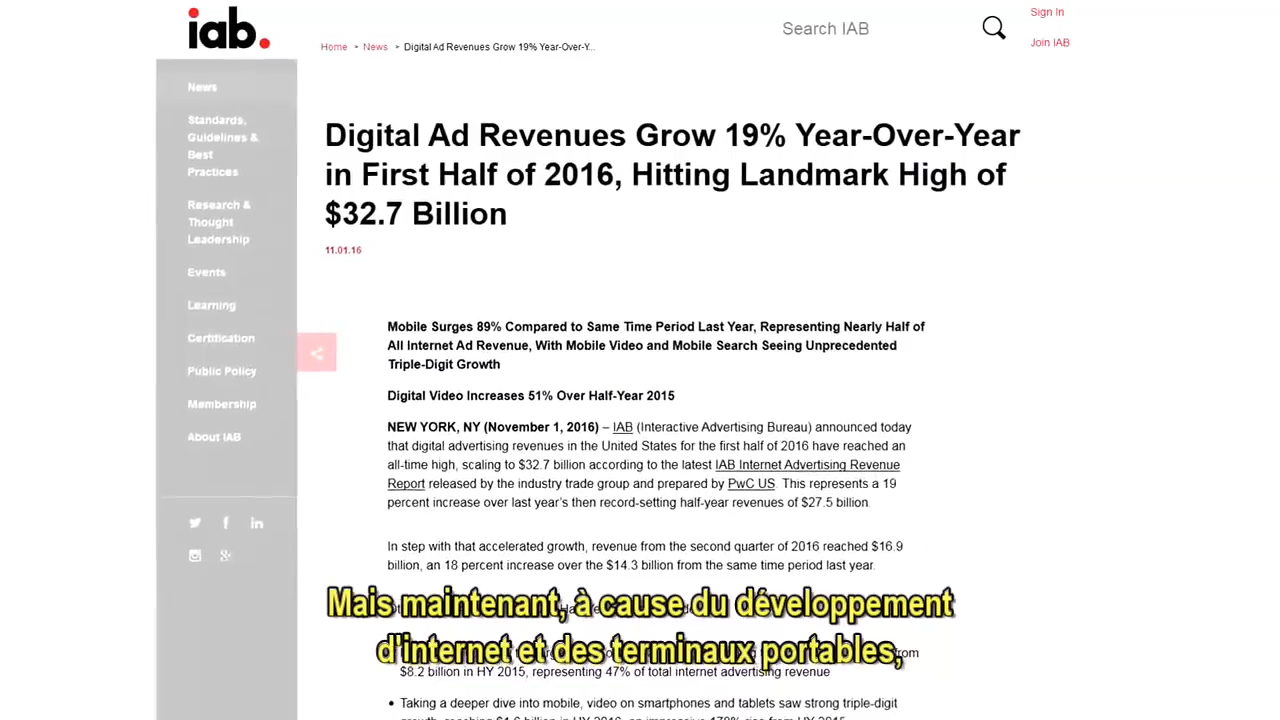 iab.
Search IAB
Sign In
Join IAB
Home > News > Digital Ad Revenues Grow 19% Year-Over-Y...
News
Standards,
Guidelines &
Best
Practices
Research &
Thought
Leadership
Events
Learning
Certification
Public Policy
Membership
About IAB
Digital Ad Revenues Grow 19% Year-Over-Year
in First Half of 2016, Hitting Landmark High of
$32.7 Billion
11.01.16
Mobile Surges 89% Compared to Same Time Period Last Year, Representing Nearly Half of
All Internet Ad Revenue, With Mobile Video and Mobile Search Seeing Unprecedented
Triple-Digit Growth
Digital Video Increases 51% Over Half-Year 2015
NEW YORK, NY (November 1, 2016) – IAB (Interactive Advertising Bureau) announced today
that digital advertising revenues in the United States for the first half of 2016 have reached an
all-time high, scaling to $32.7 billion according to the latest IAB Internet Advertising Revenue
Report released by the industry trade group and prepared by PwC US. This represents a 19
percent increase over last year's then record-setting half-year revenues of $27.5 billion.
In step with that accelerated growth, revenue from the second quarter of 2016 reached $16.9
billion, an 18 percent increase over the $14.3 billion from the same time period last year.
Mais maintenant, à cause du développement
d'internet et des terminaux portables,
from
$8.2 billion in HY 2015, representing 47% of total internet advertising revenue
• Taking a deeper dive into mobile, video on smartphones and tablets saw strong triple-digit